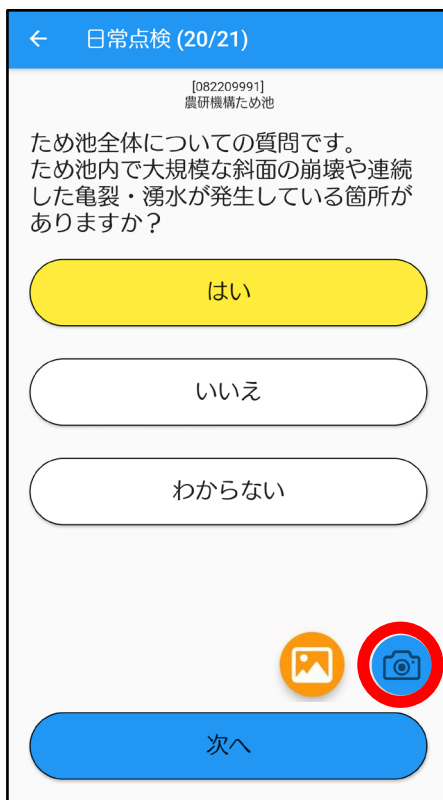 日常点検 (20/21)
[082209991]
農研機構ため池
ため池全体についての質問です。
ため池内で大規模な斜面の崩壊や連続
した亀裂・湧水が発生している箇所が
ありますか？
はい
いいえ
わからない
次へ